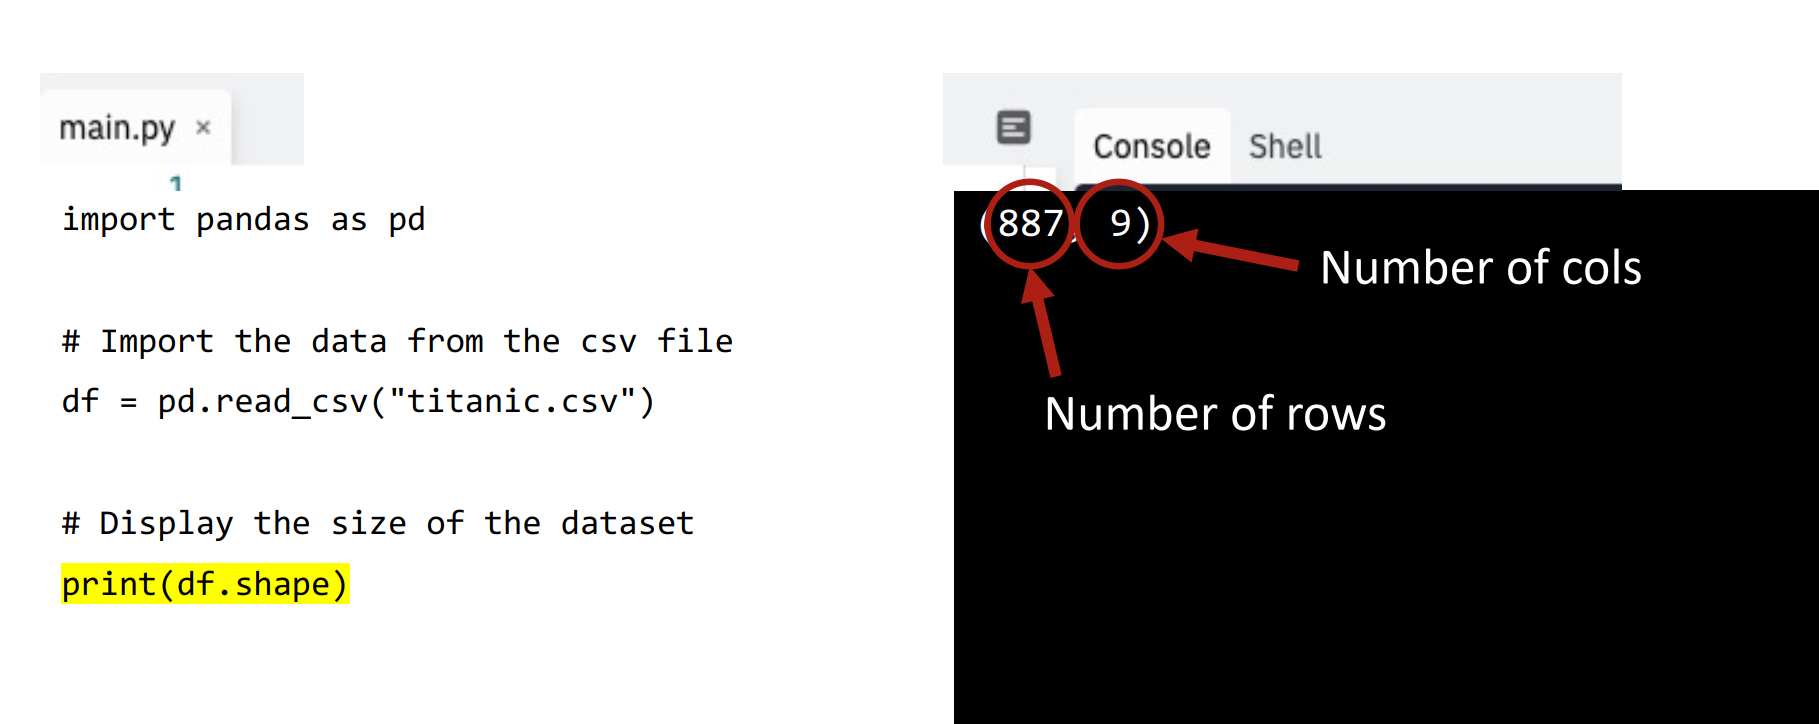 main.py ×
1
import pandas as pd
# Import the data from the csv file
df = pd.read_csv("titanic.csv")
# Display the size of the dataset
print(df.shape)
Console Shell
(887, 9)
Number of cols
Number of rows